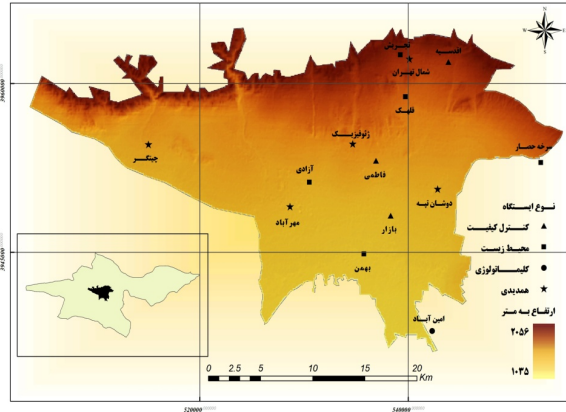 N
W
E
S
3960000
3945000
520000
540000
تجریش
اقدسیه
شمال تهران
قلهک
ژئوفیزیک
سرخه حصار
چیتگر
آزادی
فاطمی
دوشان تپه
مهرآباد
بازار
بهمن
امین آباد
نوع ایستگاه
کنترل کیفیت
محیط زیست
کلیماتولوژی
همدیدی
ارتفاع به متر
۲۰۵۶
۱۰۳۵
0 2.5 5 10 15 20
Km